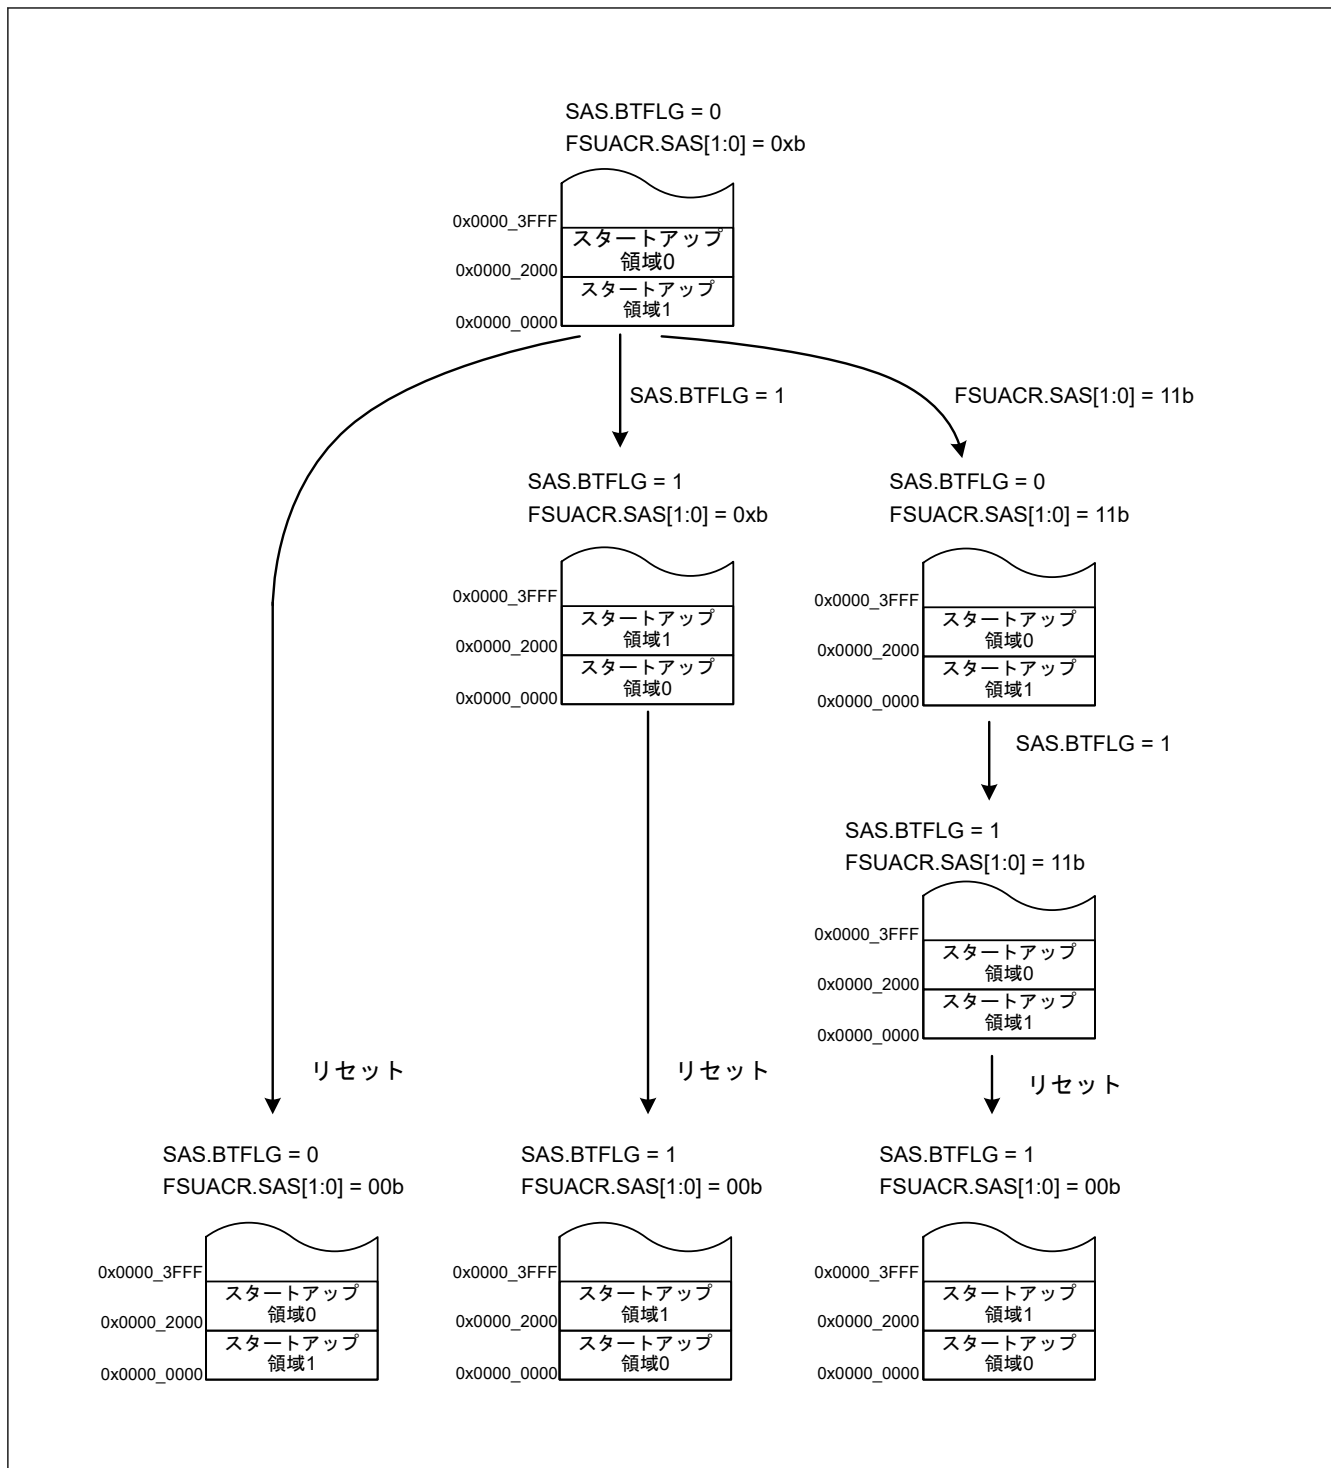 SAS.BTFLG = 0
FSUACR.SAS[1:0] = 0xb
0x0000_3FFF
スタートアップ
領域0
0x0000_2000
スタートアップ
領域1
0x0000_0000
SAS.BTFLG = 1
FSUACR.SAS[1:0] = 11b
SAS.BTFLG = 1
FSUACR.SAS[1:0] = 0xb
0x0000_3FFF
スタートアップ
領域1
0x0000_2000
スタートアップ
領域0
0x0000_0000
SAS.BTFLG = 0
FSUACR.SAS[1:0] = 11b
0x0000_3FFF
スタートアップ
領域0
0x0000_2000
スタートアップ
領域1
0x0000_0000
SAS.BTFLG = 1
SAS.BTFLG = 1
FSUACR.SAS[1:0] = 11b
0x0000_3FFF
スタートアップ
領域0
0x0000_2000
スタートアップ
領域1
0x0000_0000
リセット
リセット
リセット
SAS.BTFLG = 0
FSUACR.SAS[1:0] = 00b
0x0000_3FFF
スタートアップ
領域0
0x0000_2000
スタートアップ
領域1
0x0000_0000
SAS.BTFLG = 1
FSUACR.SAS[1:0] = 00b
0x0000_3FFF
スタートアップ
領域1
0x0000_2000
スタートアップ
領域0
0x0000_0000
SAS.BTFLG = 1
FSUACR.SAS[1:0] = 00b
0x0000_3FFF
スタートアップ
領域1
0x0000_2000
スタートアップ
領域0
0x0000_0000